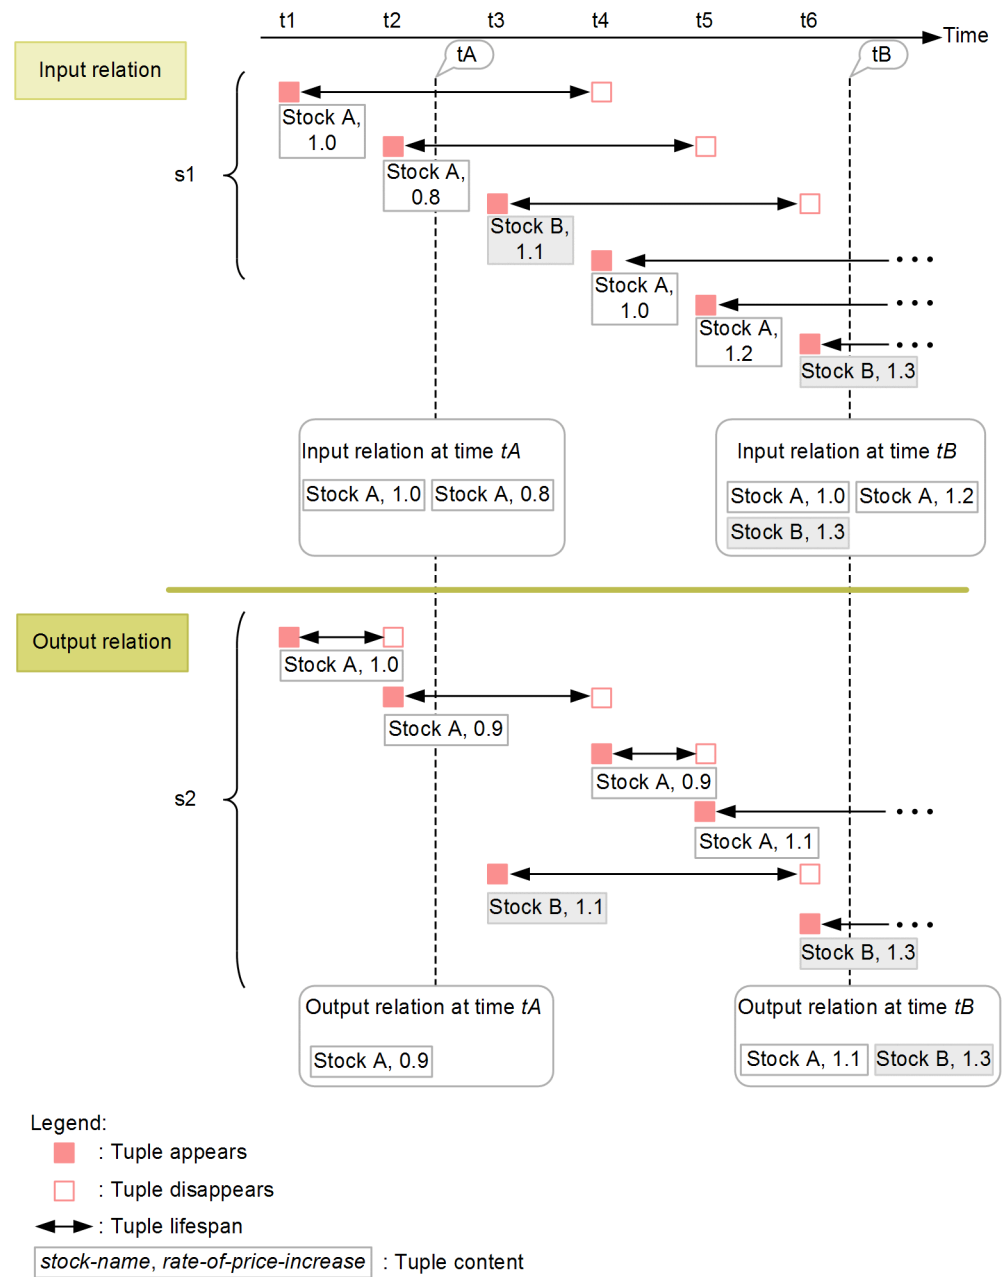 t1 t2 t3 t4 t5 t6
Time
tA
tB
Input relation
s1
Stock A,
1.0
Stock A,
0.8
Stock B,
1.1
Stock A,
1.0
Stock A,
1.2
Stock B, 1.3
Input relation at time tA
Stock A, 1.0 Stock A, 0.8
Input relation at time tB
Stock A, 1.0 Stock A, 1.2
Stock B, 1.3
Output relation
s2
Stock A, 1.0
Stock A, 0.9
Stock A, 0.9
Stock A, 1.1
Stock B, 1.1
Stock B, 1.3
Output relation at time tA
Stock A, 0.9
Output relation at time tB
Stock A, 1.1 Stock B, 1.3
Legend:
: Tuple appears
: Tuple disappears
: Tuple lifespan
stock-name, rate-of-price-increase : Tuple content